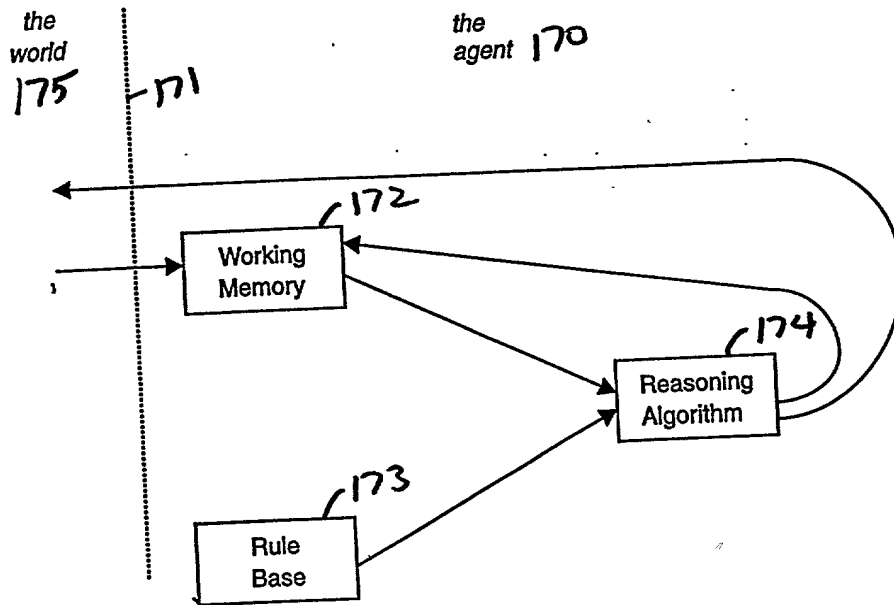 the
world
175
171
the
agent 170
172
Working
Memory
174
Reasoning
Algorithm
173
Rule
Base